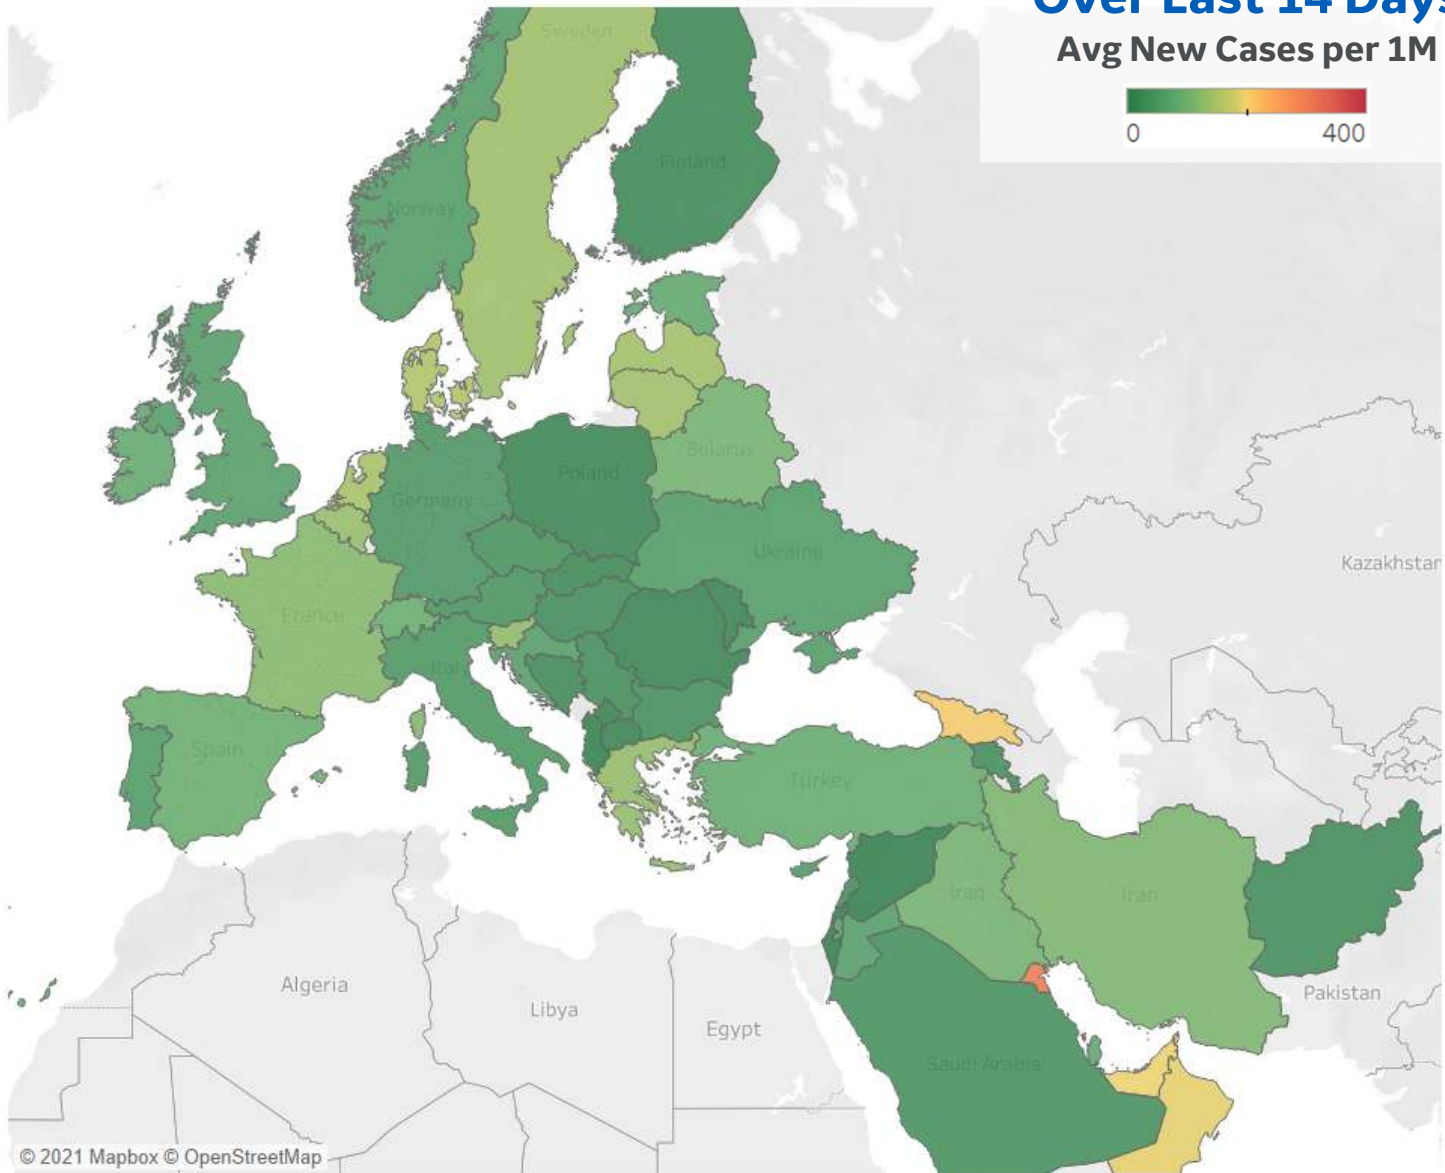 Over Last 14 Days
Avg New Cases per 1M
0 400
Sweden
Finland
Norway
Belarus
Poland
Germany
Ukraine
Kazakhstan
France
Italy
Spain
Turkey
Iraq
Iran
Algeria
Libya
Egypt
Pakistan
Saudi Arabia
© 2021 Mapbox © OpenStreetMap